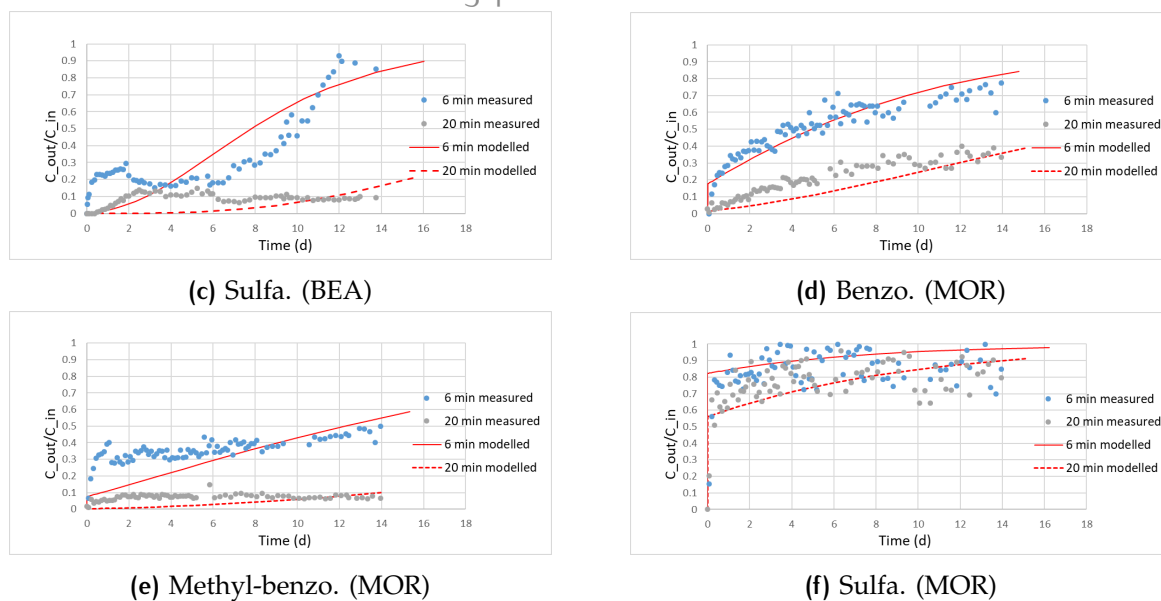 C_out/C_in
1
0.9
0.8
0.7
0.6
0.5
0.4
0.3
0.2
0.1
0
0 2 4 6 8 10 12 14 16 18
Time (d)
6 min measured
20 min measured
6 min modelled
20 min modelled
(c) Sulfa. (BEA)
C_out/C_in
1
0.9
0.8
0.7
0.6
0.5
0.4
0.3
0.2
0.1
0
0 2 4 6 8 10 12 14 16 18
Time (d)
6 min measured
20 min measured
6 min modelled
20 min modelled
(d) Benzo. (MOR)
C_out/C_in
1
0.9
0.8
0.7
0.6
0.5
0.4
0.3
0.2
0.1
0
0 2 4 6 8 10 12 14 16 18
Time (d)
6 min measured
20 min measured
6 min modelled
20 min modelled
(e) Methyl-benzo. (MOR)
C_out/C_in
1
0.9
0.8
0.7
0.6
0.5
0.4
0.3
0.2
0.1
0
0 2 4 6 8 10 12 14 16 18
Time (d)
6 min measured
20 min measured
6 min modelled
20 min modelled
(f) Sulfa. (MOR)